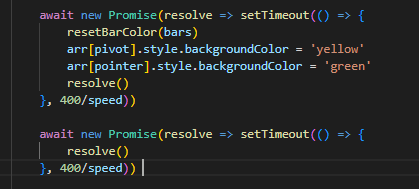 await new Promise(resolve => setTimeout(() => {
resetBarColor(bars)
arr[pivot].style.backgroundColor = 'yellow'
arr[pointer].style.backgroundColor = 'green'
resolve()
}, 400/speed))
await new Promise(resolve => setTimeout(() => {
resolve()
}, 400/speed))